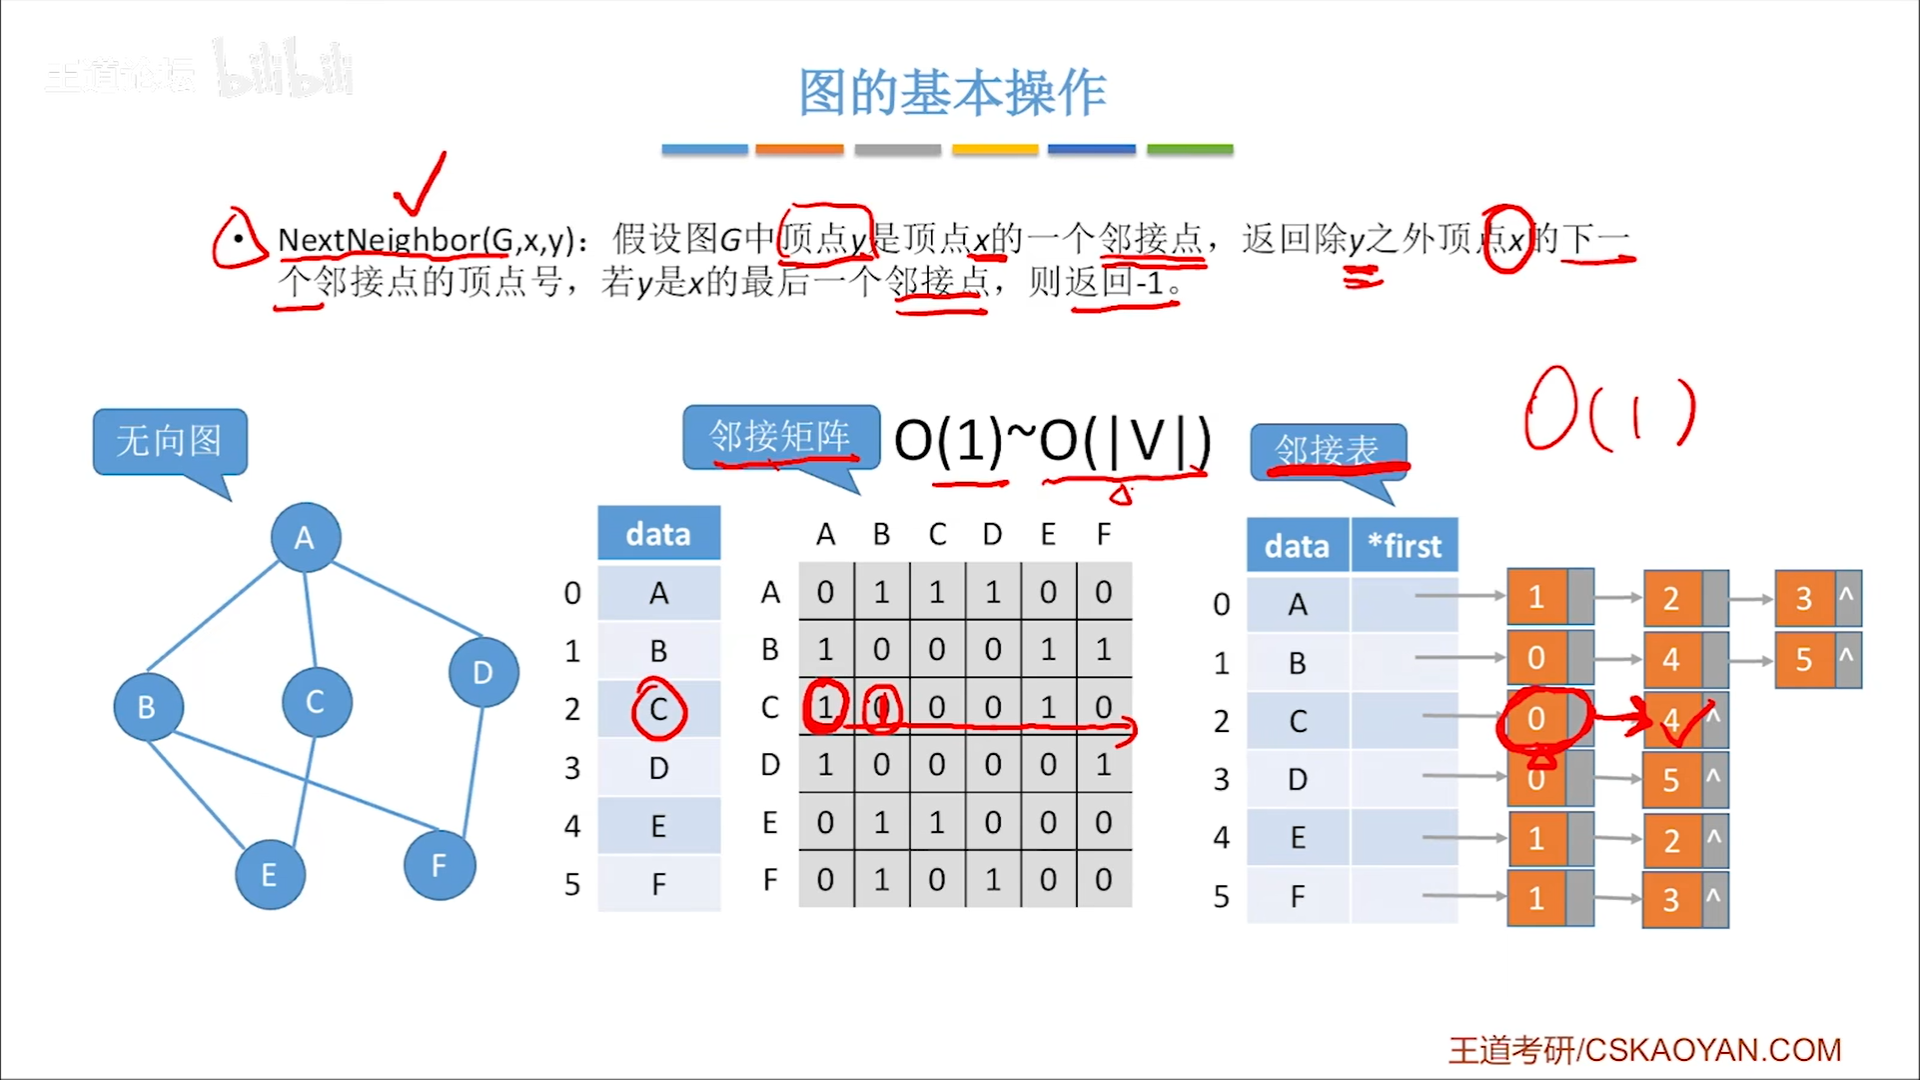 王道论坛 bilibili
图的基本操作
• NextNeighbor(G,x,y)：假设图G中顶点y是顶点x的一个邻接点，返回除y之外顶点x的下一
个邻接点的顶点号，若y是x的最后一个邻接点，则返回-1。
O(1)
无向图
邻接矩阵 O(1)~O(|V|)
邻接表
A
B
C
D
E
F
data
0 A
1 B
2 C
3 D
4 E
5 F
A B C D E F
A 0 1 1 1 0 0
B 1 0 0 0 1 1
C 1 0 0 0 1 0
D 1 0 0 0 0 1
E 0 1 1 0 0 0
F 0 1 0 1 0 0
data *first
0 A 1 2 3 ^
1 B 0 4 5 ^
2 C 0 4 ^
3 D 0 5 ^
4 E 1 2 ^
5 F 1 3 ^
王道考研/CSKAOYAN.COM